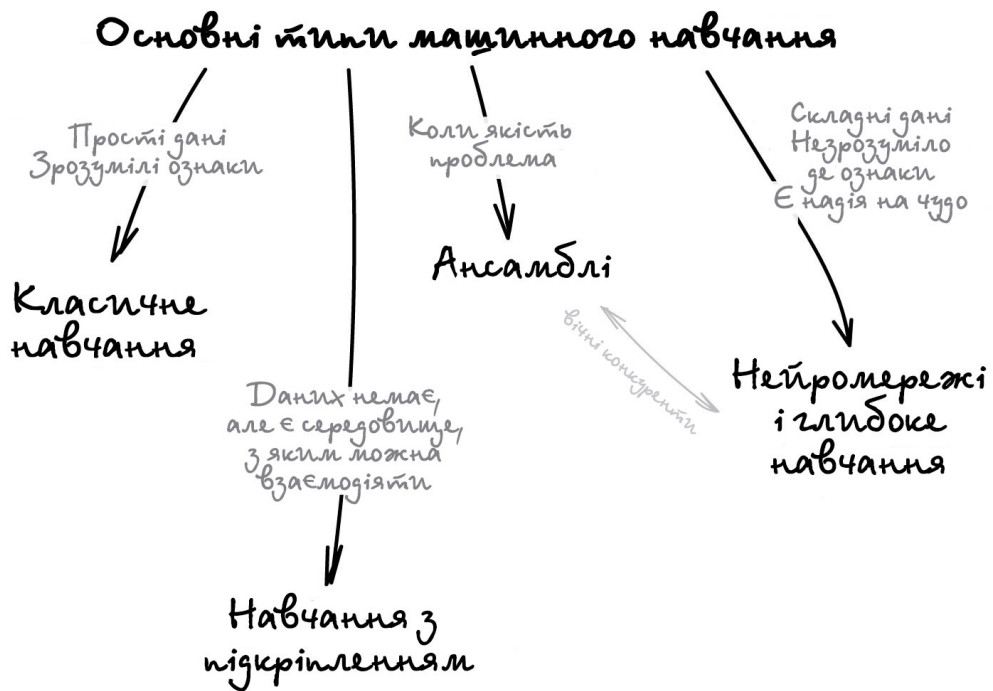 Основні типи машинного навчання
Прості дані
Зрозумілі ознаки
Класичне
навчання
Даних немає,
але є середовище,
з яким можна
взаємодіяти
Навчання з
підкріпленням
Коли якість
проблема
Ансамблі
вічні конкуренти
Складні дані
Незрозуміло
де ознаки
Є надія на чудо
Нейромережі
і глибоке
навчання